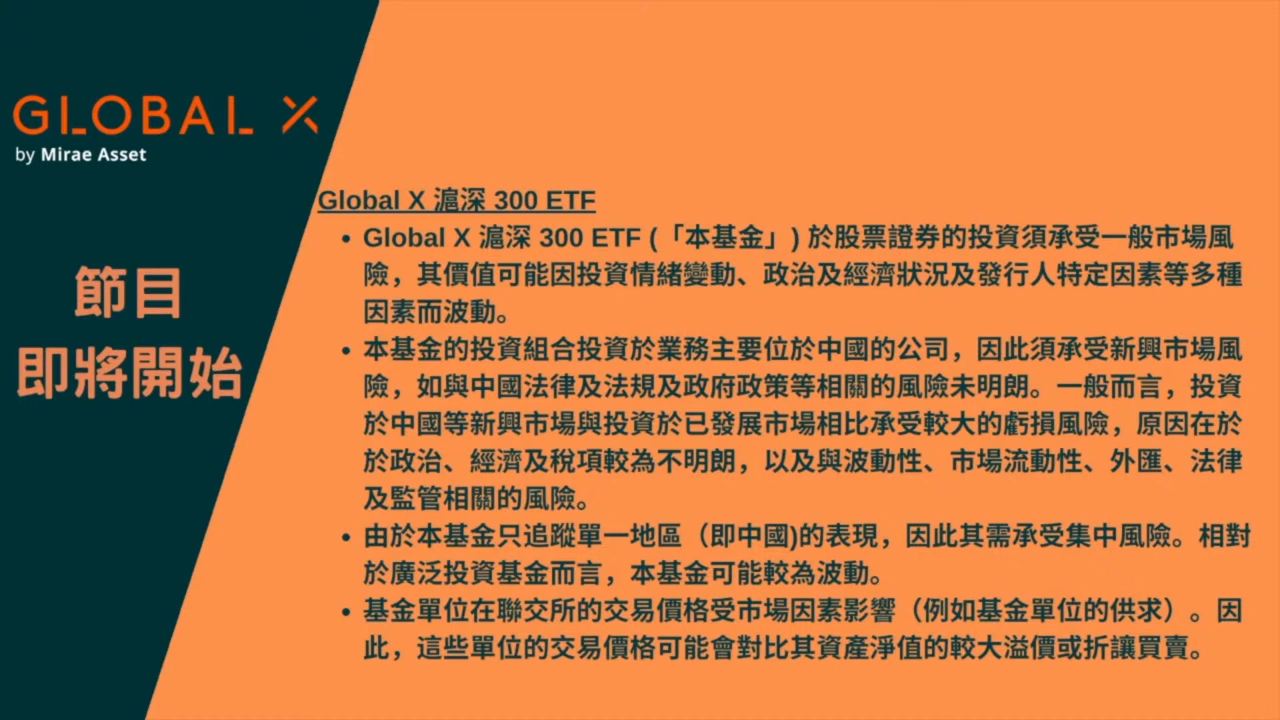 GLOBAL X
by Mirae Asset
節目
即將開始
Global X 滬深 300 ETF
• Global X 滬深 300 ETF (「本基金」) 於股票證券的投資須承受一般市場風
險，其價值可能因投資情緒變動、政治及經濟狀況及發行人特定因素等多種
因素而波動。
• 本基金的投資組合投資於業務主要位於中國的公司，因此須承受新興市場風
險，如與中國法律及法規及政府政策等相關的風險未明朗。一般而言，投資
於中國等新興市場與投資於已發展市場相比承受較大的虧損風險，原因在於
於政治、經濟及稅項較為不明朗，以及與波動性、市場流動性、外匯、法律
及監管相關的風險。
• 由於本基金只追蹤單一地區（即中國)的表現，因此其需承受集中風險。相對
於廣泛投資基金而言，本基金可能較為波動。
• 基金單位在聯交所的交易價格受市場因素影響（例如基金單位的供求）。因
此，這些單位的交易價格可能會對比其資產淨值的較大溢價或折讓買賣。